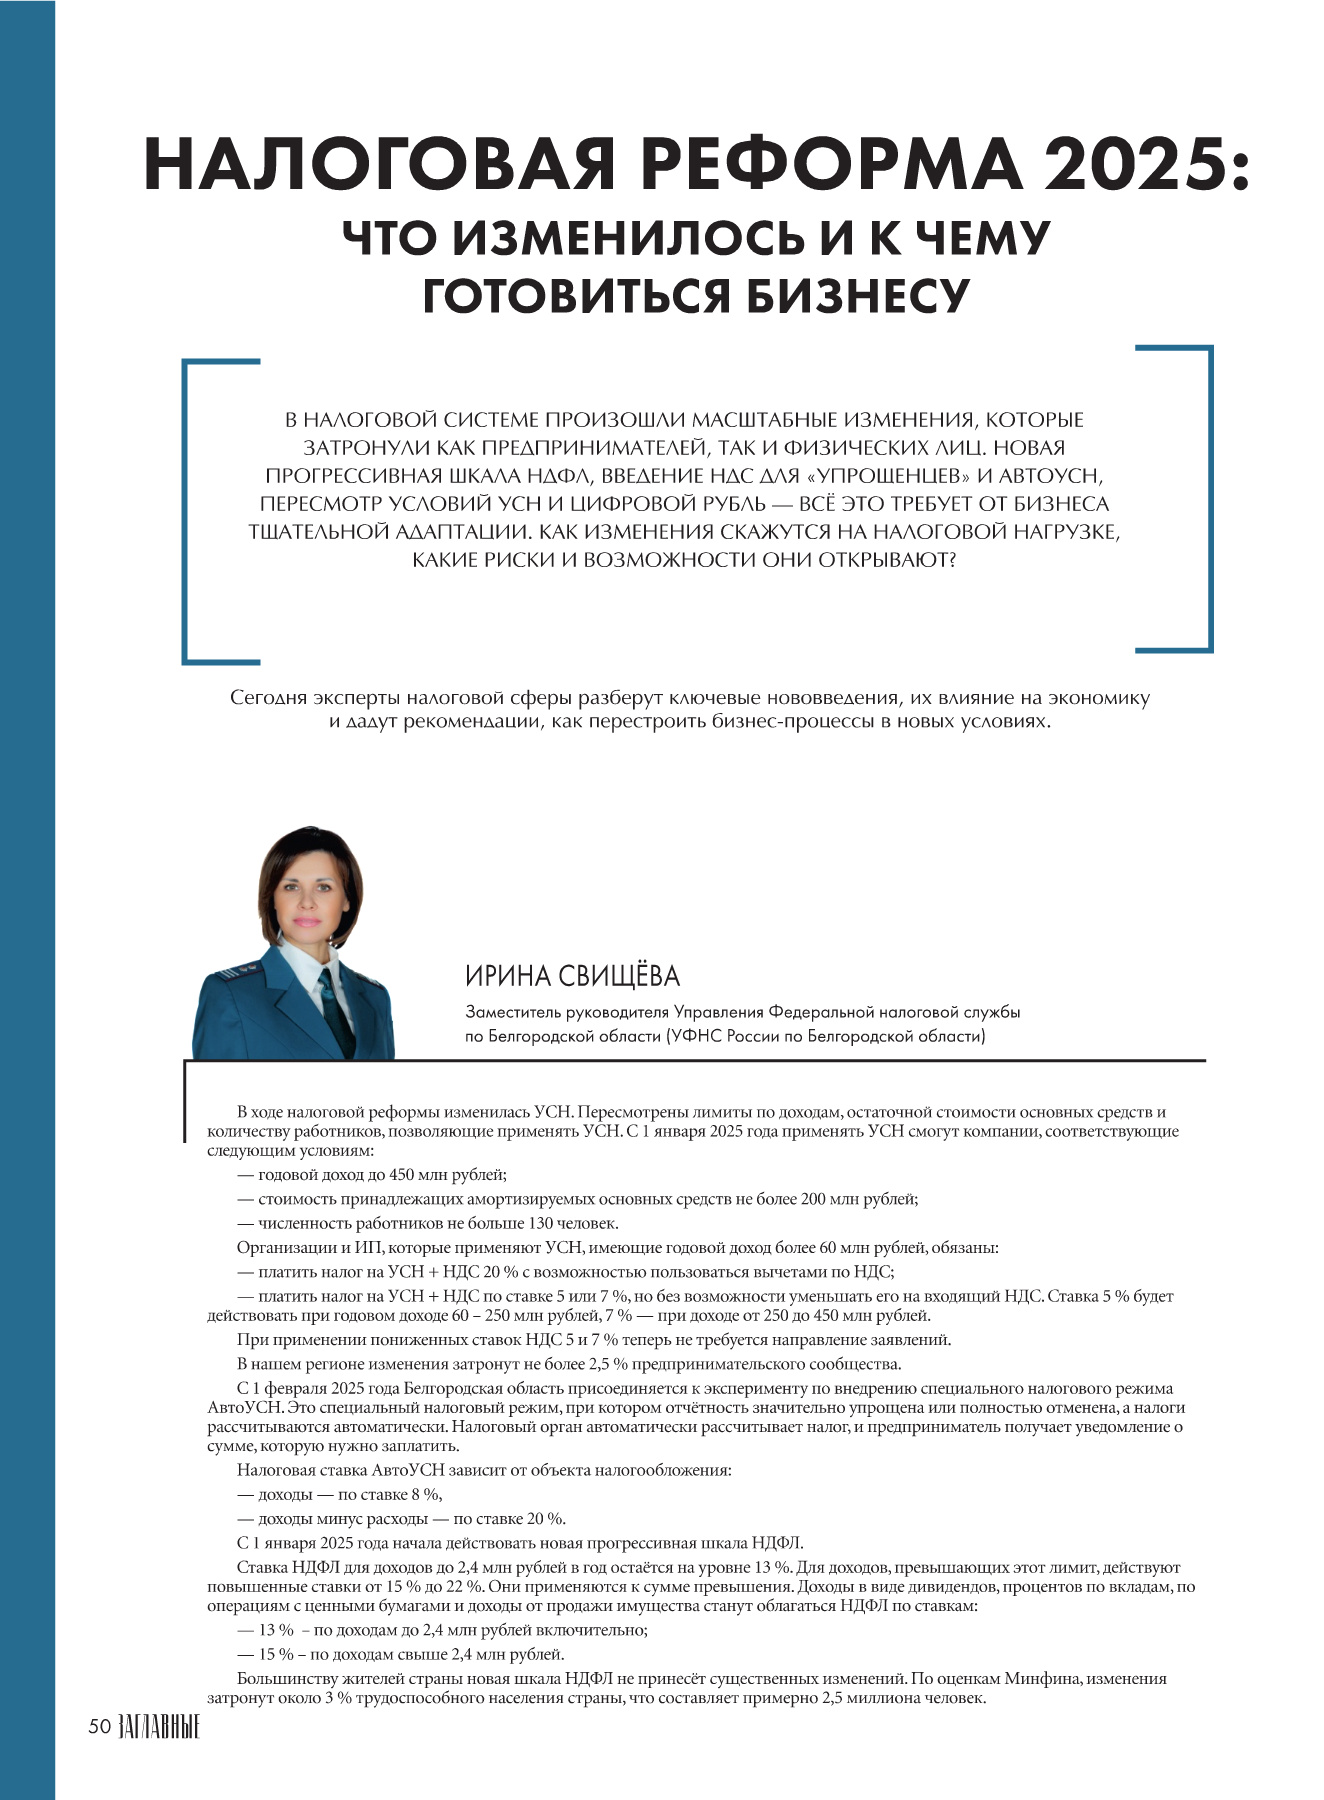 НАЛОГОВАЯ РЕФОРМА 2025:
ЧТО ИЗМЕНИЛОСЬ И К ЧЕМУ
ГОТОВИТЬСЯ БИЗНЕСУ
В НАЛОГОВОЙ СИСТЕМЕ ПРОИЗОШЛИ МАСШТАБНЫЕ ИЗМЕНЕНИЯ, КОТОРЫЕ
ЗАТРОНУЛИ КАК ПРЕДПРИНИМАТЕЛЕЙ, ТАК И ФИЗИЧЕСКИХ ЛИЦ. НОВАЯ
ПРОГРЕССИВНАЯ ШКАЛА НДФЛ, ВВЕДЕНИЕ НДС ДЛЯ «УПРОЩЕНЦЕВ» И АВТОУСН,
ПЕРЕСМОТР УСЛОВИЙ УСН И ЦИФРОВОЙ РУБЛЬ — ВСЁ ЭТО ТРЕБУЕТ ОТ БИЗНЕСА
ТЩАТЕЛЬНОЙ АДАПТАЦИИ. КАК ИЗМЕНЕНИЯ СКАЖУТСЯ НА НАЛОГОВОЙ НАГРУЗКЕ,
КАКИЕ РИСКИ И ВОЗМОЖНОСТИ ОНИ ОТКРЫВАЮТ?
Сегодня эксперты налоговой сферы разберут ключевые нововведения, их влияние на экономику
и дадут рекомендации, как перестроить бизнес-процессы в новых условиях.
ИРИНА СВИЩЁВА
Заместитель руководителя Управления Федеральной налоговой службы
по Белгородской области (УФНС России по Белгородской области)
В ходе налоговой реформы изменилась УСН. Пересмотрены лимиты по доходам, остаточной стоимости основных средств и
количеству работников, позволяющие применять УСН. С 1 января 2025 года применять УСН смогут компании, соответствующие
следующим условиям:
— годовой доход до 450 млн рублей;
— стоимость принадлежащих амортизируемых основных средств не более 200 млн рублей;
— численность работников не больше 130 человек.
Организации и ИП, которые применяют УСН, имеющие годовой доход более 60 млн рублей, обязаны:
— платить налог на УСН + НДС 20 % с возможностью пользоваться вычетами по НДС;
— платить налог на УСН + НДС по ставке 5 или 7 %, но без возможности уменьшать его на входящий НДС. Ставка 5 % будет
действовать при годовом доходе 60 – 250 млн рублей, 7 % — при доходе от 250 до 450 млн рублей.
При применении пониженных ставок НДС 5 и 7 % теперь не требуется направление заявлений.
В нашем регионе изменения затронут не более 2,5 % предпринимательского сообщества.
С 1 февраля 2025 года Белгородская область присоединяется к эксперименту по внедрению специального налогового режима
АвтоУСН. Это специальный налоговый режим, при котором отчётность значительно упрощена или полностью отменена, а налоги
рассчитываются автоматически. Налоговый орган автоматически рассчитывает налог, и предприниматель получает уведомление о
сумме, которую нужно заплатить.
Налоговая ставка АвтоУСН зависит от объекта налогообложения:
— доходы — по ставке 8 %,
— доходы минус расходы — по ставке 20 %.
С 1 января 2025 года начала действовать новая прогрессивная шкала НДФЛ.
Ставка НДФЛ для доходов до 2,4 млн рублей в год остаётся на уровне 13 %. Для доходов, превышающих этот лимит, действуют
повышенные ставки от 15 % до 22 %. Они применяются к сумме превышения. Доходы в виде дивидендов, процентов по вкладам, по
операциям с ценными бумагами и доходы от продажи имущества станут облагаться НДФЛ по ставкам:
— 13 % – по доходам до 2,4 млн рублей включительно;
— 15 % – по доходам свыше 2,4 млн рублей.
Большинству жителей страны новая шкала НДФЛ не принесёт существенных изменений. По оценкам Минфина, изменения
затронут около 3 % трудоспособного населения страны, что составляет примерно 2,5 миллиона человек.
50 ЗАГЛАВНЫЕ